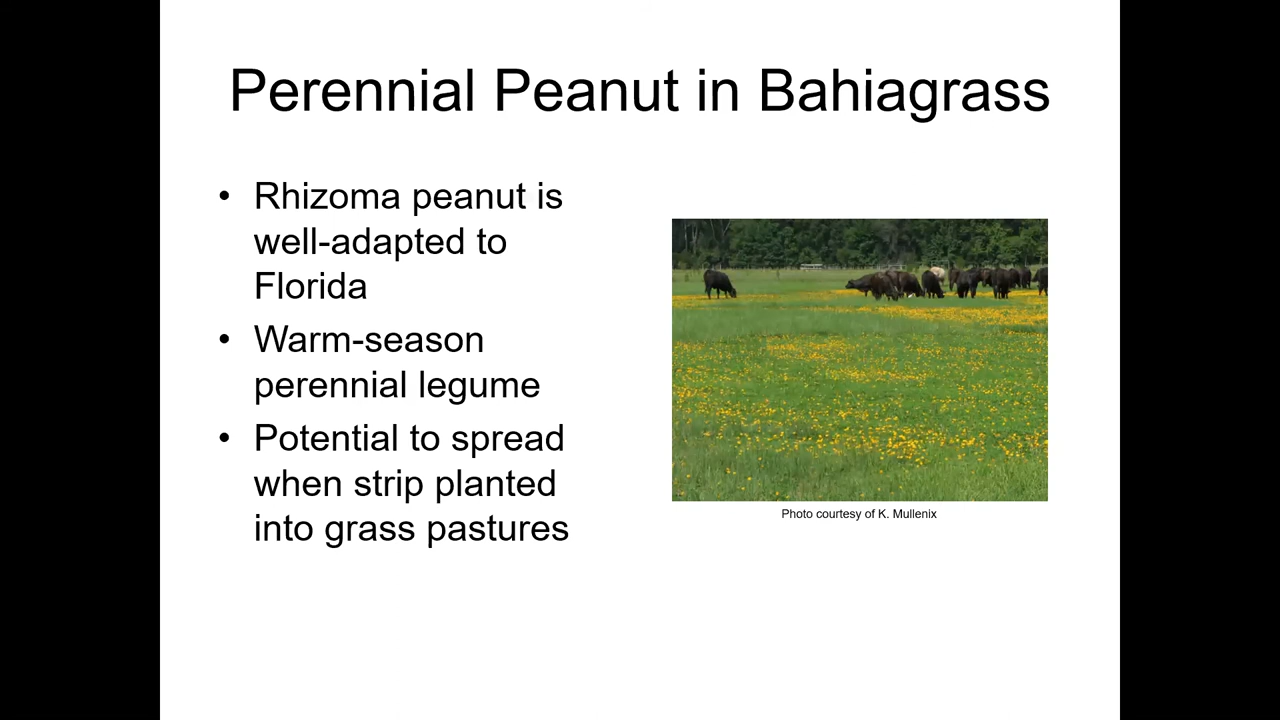 Perennial Peanut in Bahiagrass
• Rhizoma peanut is
well-adapted to
Florida
• Warm-season
perennial legume
• Potential to spread
when strip planted
into grass pastures
Photo courtesy of K. Mullenix